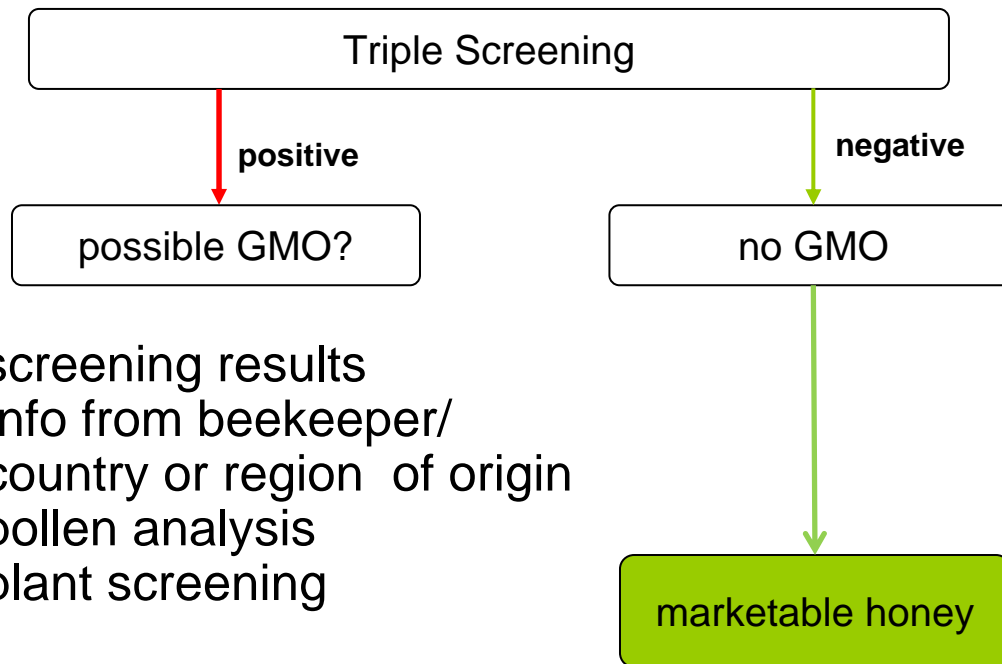 Triple Screening
positive
negative
possible GMO?
no GMO
screening results
info from beekeeper/
country or region of origin
pollen analysis
plant screening
marketable honey